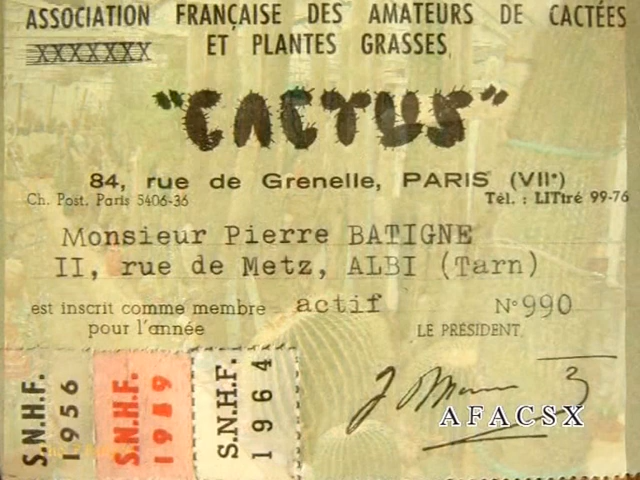 ASSOCIATION FRANÇAISE DES AMATEURS DE CACTÉES
ET PLANTES GRASSES
XXXXXXX
"CACTUS"
84, rue de Grenelle, PARIS (VIIe)
Ch. Post. Paris 5406-36
Tél. : LITtré 99-76
Monsieur Pierre BATIGNE
II, rue de Metz, ALBI (Tarn)
est inscrit comme membre actif N° 990
pour l'année
LE PRÉSIDENT
S.N.H.F. 1956
S.N.H.F. 1959
S.N.H.F. 1964
AFACSX